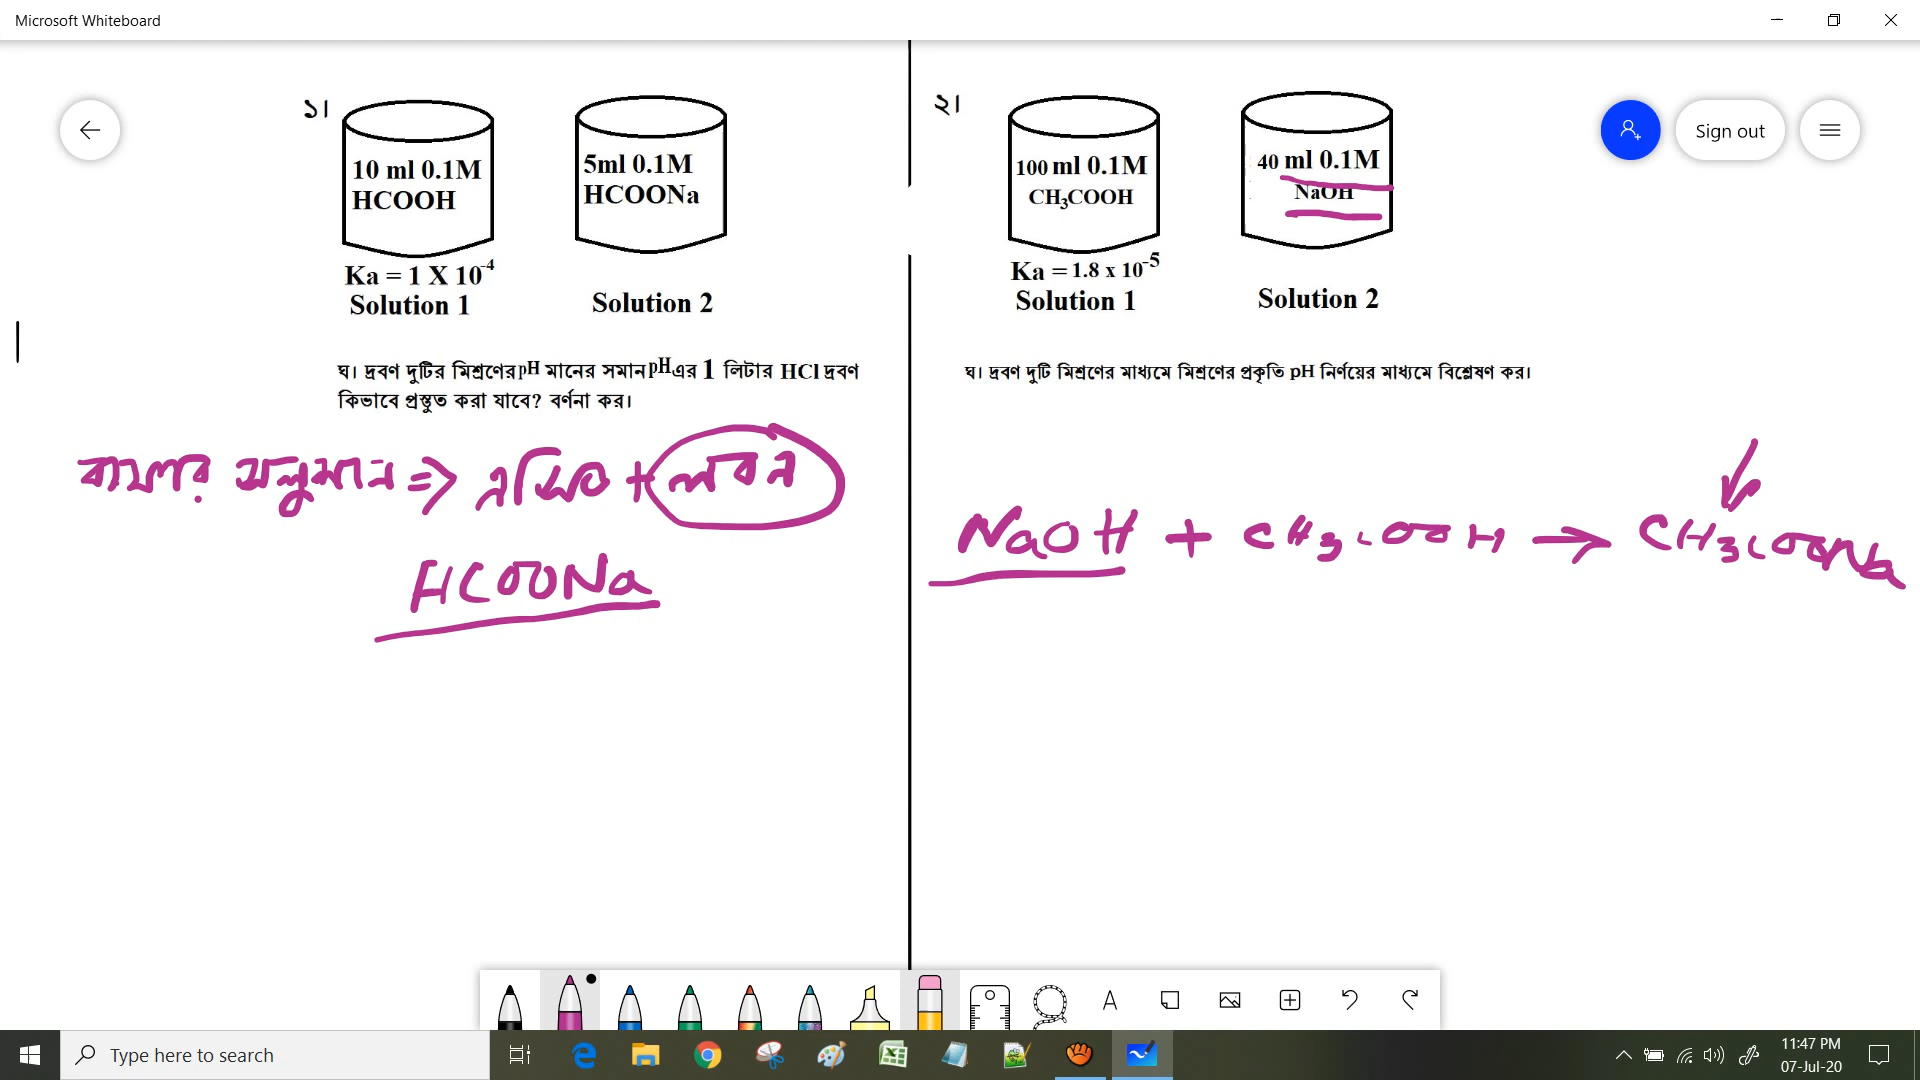 Microsoft Whiteboard
Sign out
১।
10 ml 0.1M
HCOOH
Ka = 1 X 10-4
Solution 1
5ml 0.1M
HCOONa
Solution 2
ঘ। দ্রবণ দুটির মিশ্রণের pH মানের সমান pH এর 1 লিটার HCl দ্রবণ
কিভাবে প্রস্তুত করা যাবে? বর্ণনা কর।
বাফার ⇒ এসিড + লবন
HCOONa
২।
100 ml 0.1M
CH3COOH
Ka = 1.8 x 10-5
Solution 1
40 ml 0.1M
NaOH
Solution 2
ঘ। দ্রবণ দুটি মিশ্রণের মাধ্যমে মিশ্রণের প্রকৃতি pH নির্ণয়ের মাধ্যমে বিশ্লেষণ কর।
NaOH + CH3COOH → CH3COONa
Type here to search
11:47 PM
07-Jul-20